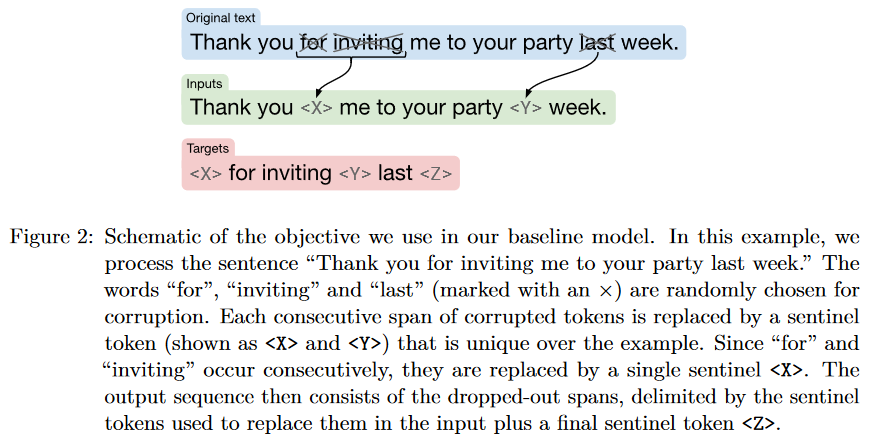 Original text
Thank you for inviting me to your party last week.
Inputs
Thank you <X> me to your party <Y> week.
Targets
<X> for inviting <Y> last <Z>
Figure 2: Schematic of the objective we use in our baseline model. In this example, we
process the sentence “Thank you for inviting me to your party last week.” The
words “for”, “inviting” and “last” (marked with an ×) are randomly chosen for
corruption. Each consecutive span of corrupted tokens is replaced by a sentinel
token (shown as <X> and <Y>) that is unique over the example. Since “for” and
“inviting” occur consecutively, they are replaced by a single sentinel <X>. The
output sequence then consists of the dropped-out spans, delimited by the sentinel
tokens used to replace them in the input plus a final sentinel token <Z>.